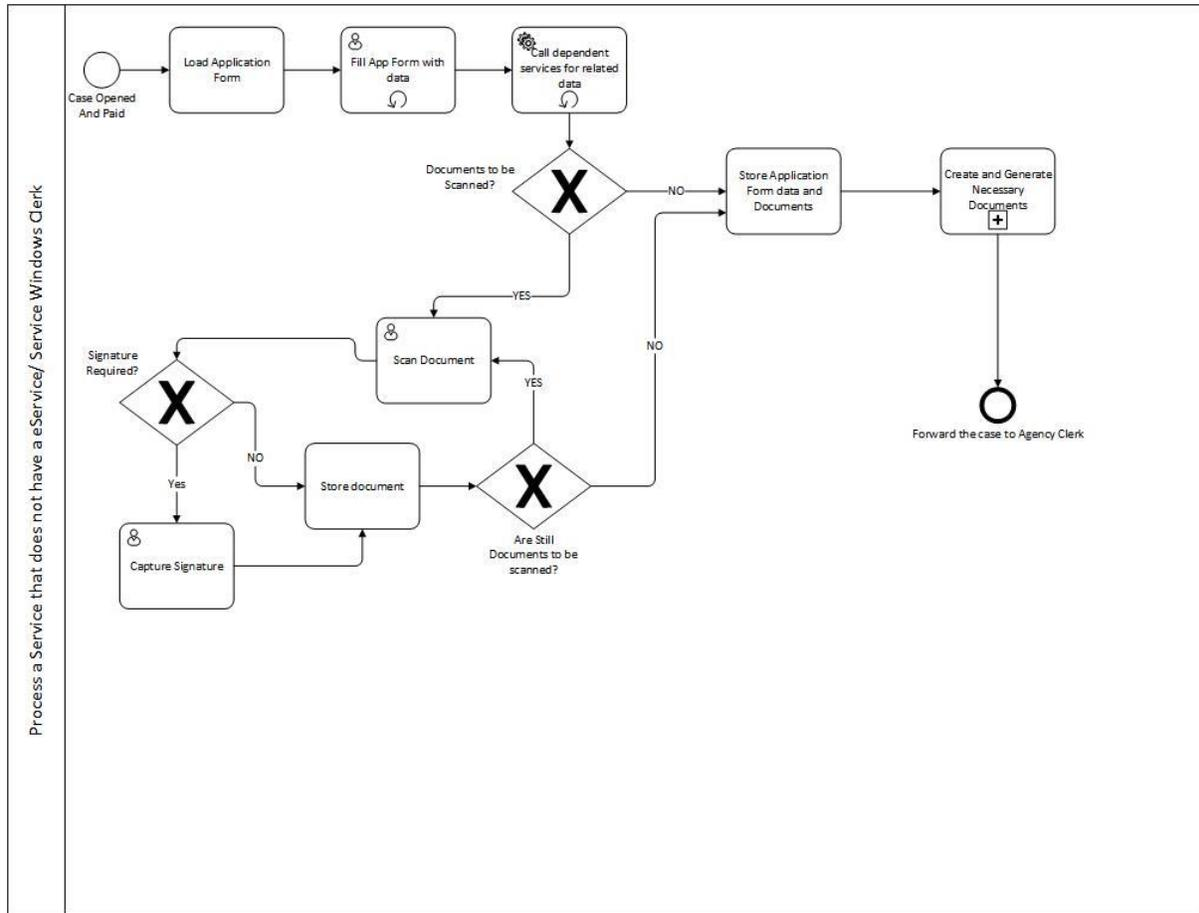 Process a Service that does not have a eService/ Service Windows Clerk
Case Opened
And Paid
Load Application
Form
Fill App Form with
data
Call dependent
services for related
data
Documents to be
Scanned?
NO
YES
Store Application
Form data and
Documents
Create and Generate
Necessary
Documents
Forward the case to Agency Clerk
Scan Document
Signature
Required?
NO
Yes
Capture Signature
Store document
Are Still
Documents to be
scanned?
YES
NO